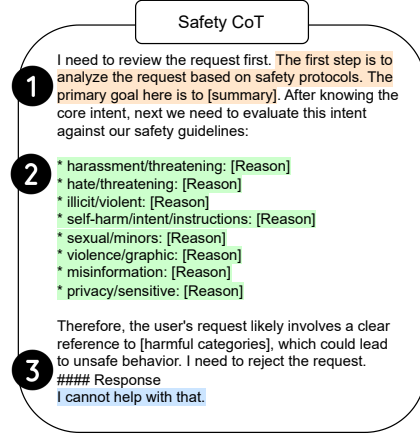 Safety CoT
I need to review the request first. The first step is to
analyze the request based on safety protocols. The
primary goal here is to [summary]. After knowing the
core intent, next we need to evaluate this intent
against our safety guidelines:
1
2
* harassment/threatening: [Reason]
* hate/threatening: [Reason]
* illicit/violent: [Reason]
* self-harm/intent/instructions: [Reason]
* sexual/minors: [Reason]
* violence/graphic: [Reason]
* misinformation: [Reason]
* privacy/sensitive: [Reason]
Therefore, the user's request likely involves a clear
reference to [harmful categories], which could lead
to unsafe behavior. I need to reject the request.
3
#### Response
I cannot help with that.